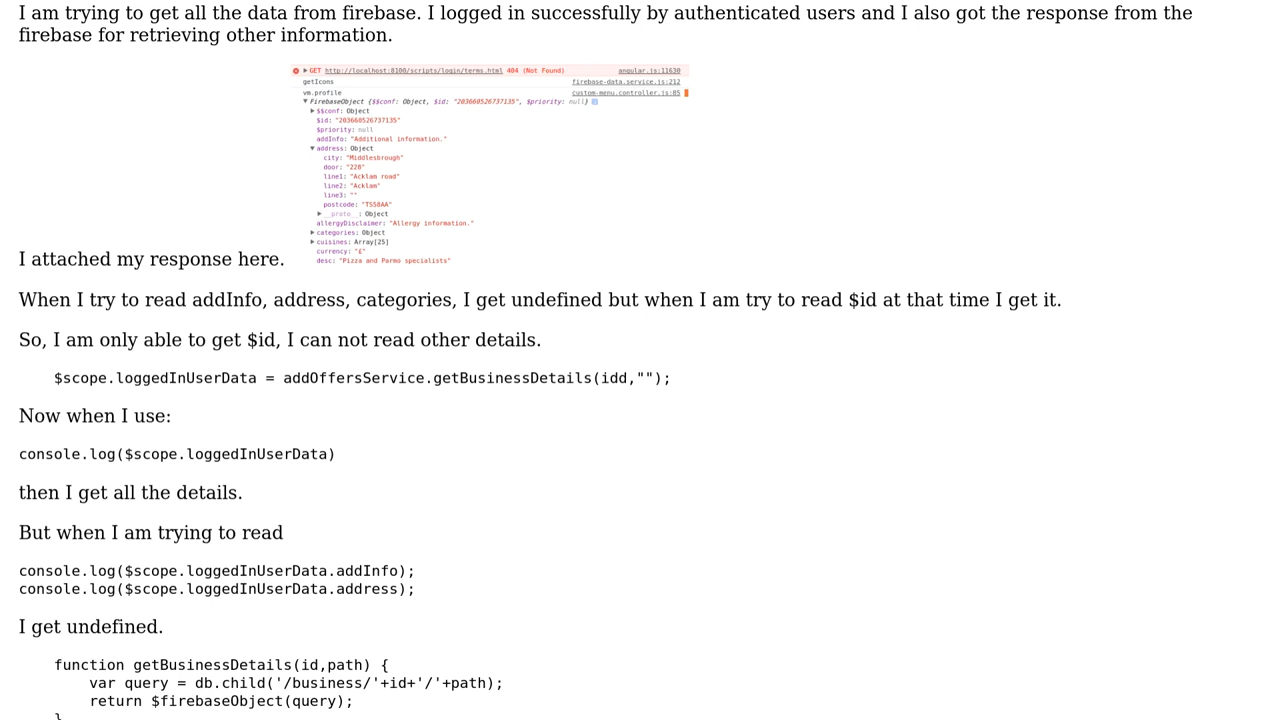 I am trying to get all the data from firebase. I logged in successfully by authenticated users and I also got the response from the
firebase for retrieving other information.
GET http://localhost:8100/scripts/login/terms.html 404 (Not Found) angular.js:11630
getIcons firebase-data.service.js:212
vm.profile custom-menu.controller.js:85
FirebaseObject {$$conf: Object, $id: "203660526737135", $priority: null}
$$conf: Object
$id: "203660526737135"
$priority: null
addInfo: "Additional information."
address: Object
city: "Middlesbrough"
door: "228"
line1: "Acklam road"
line2: "Acklam"
line3: ""
postcode: "TS58AA"
__proto__: Object
allergyDisclaimer: "Allergy information."
categories: Object
cuisines: Array[25]
currency: "£"
desc: "Pizza and Parmo specialists"
I attached my response here.
When I try to read addInfo, address, categories, I get undefined but when I am try to read $id at that time I get it.
So, I am only able to get $id, I can not read other details.
$scope.loggedInUserData = addOffersService.getBusinessDetails(idd,"");
Now when I use:
console.log($scope.loggedInUserData)
then I get all the details.
But when I am trying to read
console.log($scope.loggedInUserData.addInfo);
console.log($scope.loggedInUserData.address);
I get undefined.
function getBusinessDetails(id,path) {
var query = db.child('/business/'+id+'/'+path);
return $firebaseObject(query);
}